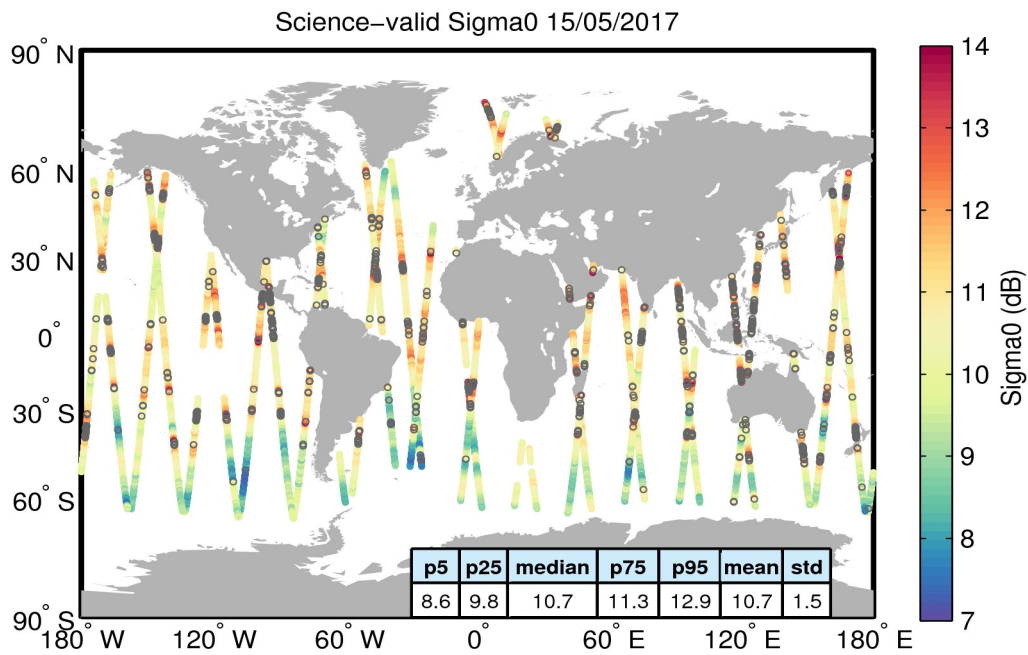 Science−valid Sigma0 15/05/2017
90° N
60° N
30° N
0°
30° S
60° S
90° S
180° W
120° W
60° W
0°
60° E
120° E
180° E
p5 p25 median p75 p95 mean std
8.6 9.8 10.7 11.3 12.9 10.7 1.5
14
13
12
11
10
9
8
7
Sigma0 (dB)